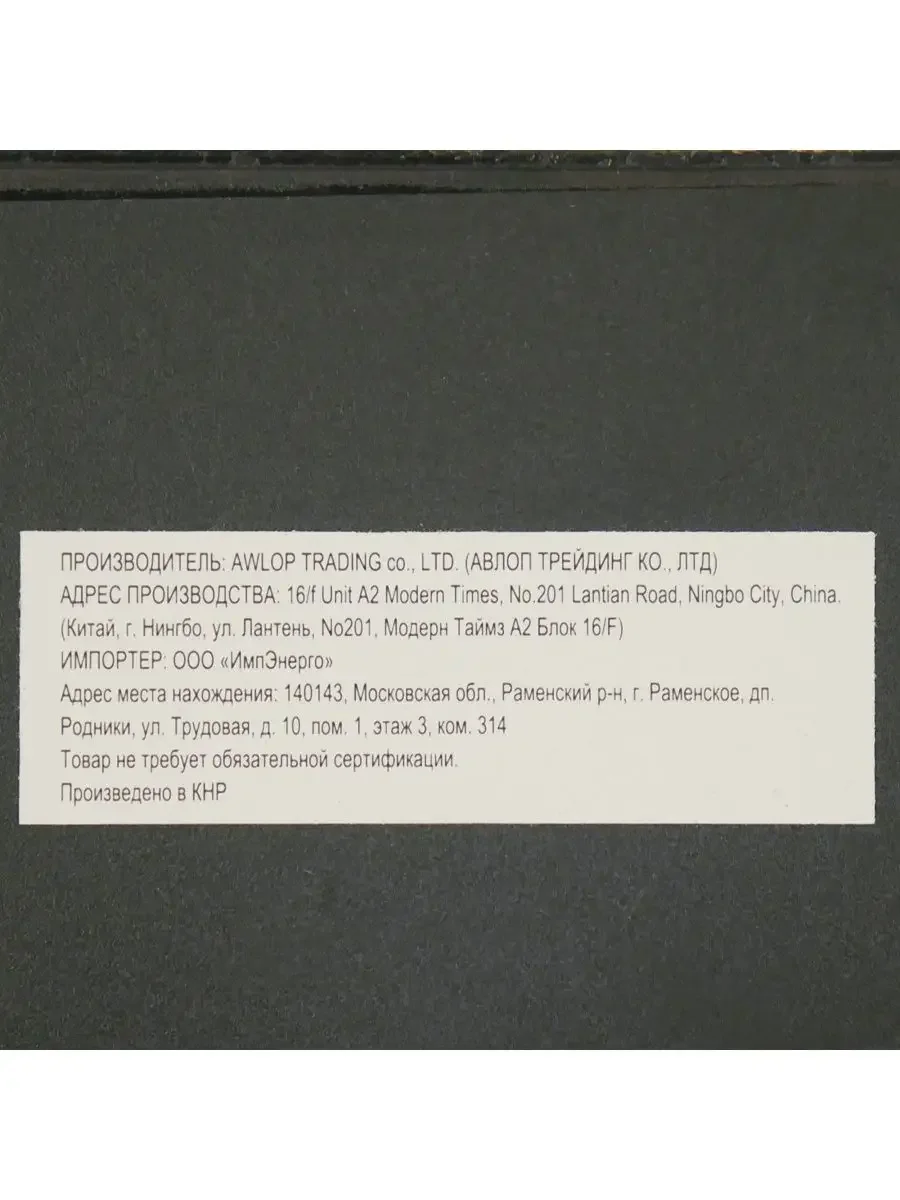 ПРОИЗВОДИТЕЛЬ: AWLOP TRADING co., LTD. (АВЛОП ТРЕЙДИНГ КО., ЛТД)
АДРЕС ПРОИЗВОДСТВА: 16/f Unit A2 Modern Times, No.201 Lantian Road, Ningbo City, China.
(Китай, г. Нингбо, ул. Лантень, No201, Модерн Таймз А2 Блок 16/F)
ИМПОРТЕР: ООО «ИмпЭнерго»
Адрес места нахождения: 140143, Московская обл., Раменский р-н, г. Раменское, дп.
Родники, ул. Трудовая, д. 10, пом. 1, этаж 3, ком. 314
Товар не требует обязательной сертификации.
Произведено в КНР